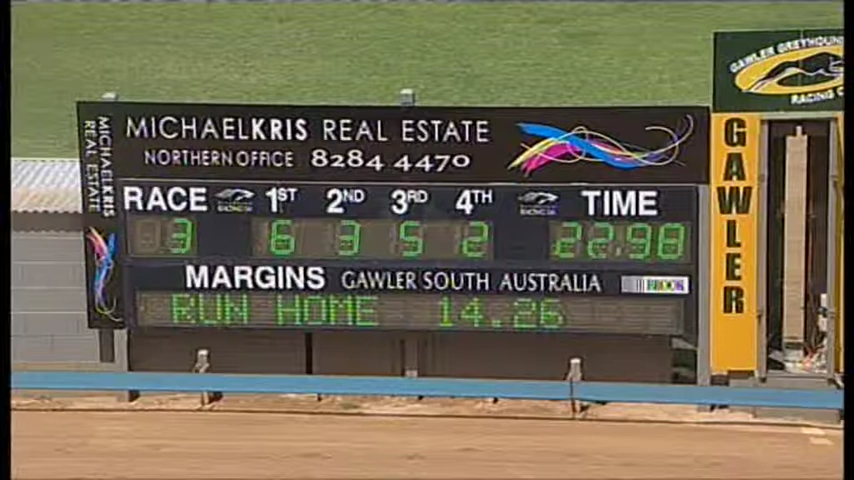 GAWLER GREYHOUND
RACING C
MICHAELKRIS REAL ESTATE
NORTHERN OFFICE 8284 4470
MICHAELKRIS
REAL ESTATE
RACE 1ST 2ND 3RD 4TH TIME
3 6 3 5 2 22.98
MARGINS GAWLER SOUTH AUSTRALIA BROOK
RUN HOME 14.26
GAWLER